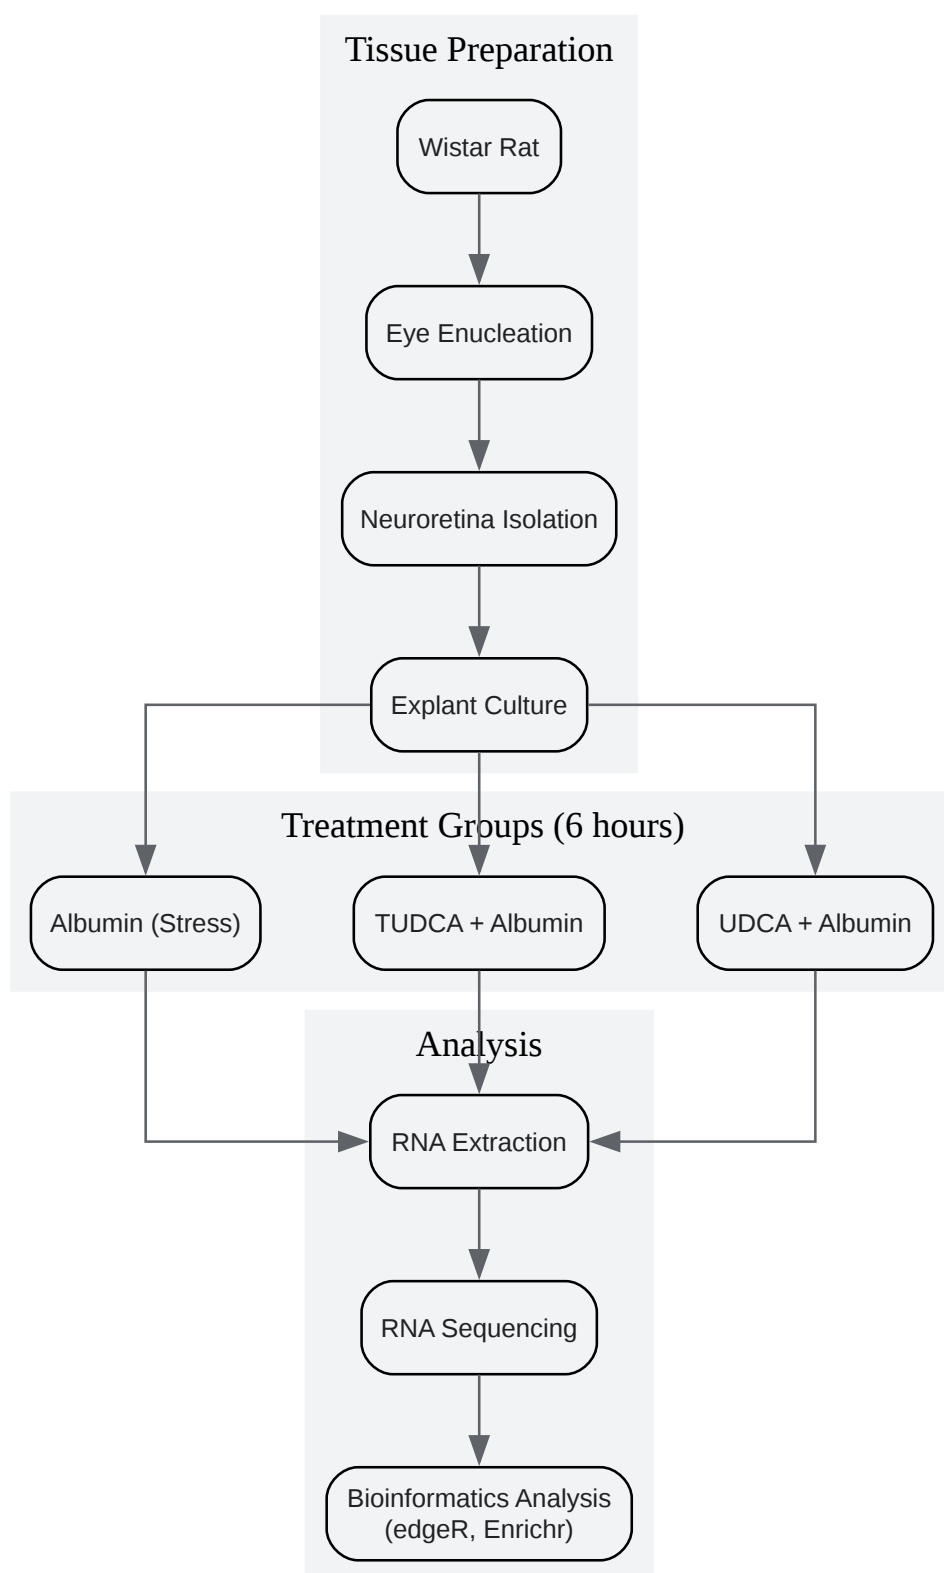 Tissue Preparation
Wistar Rat
Eye Enucleation
Neuroretina Isolation
Explant Culture
Treatment Groups (6 hours)
Albumin (Stress)
TUDCA + Albumin
UDCA + Albumin
Analysis
RNA Extraction
RNA Sequencing
Bioinformatics Analysis
(edgeR, Enrichr)